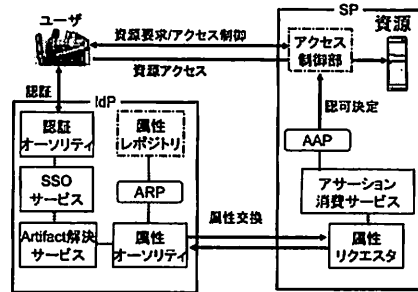 ユーザ
SP
資源
資源要求/アクセス制御
アクセス
制御部
資源アクセス
認証
IdP
認可決定
認証
オーソリティ
属性
レポジトリ
AAP
SSO
サービス
ARP
アサーション
消費サービス
属性交換
Artifact解決
サービス
属性
オーソリティ
属性
リクエスタ